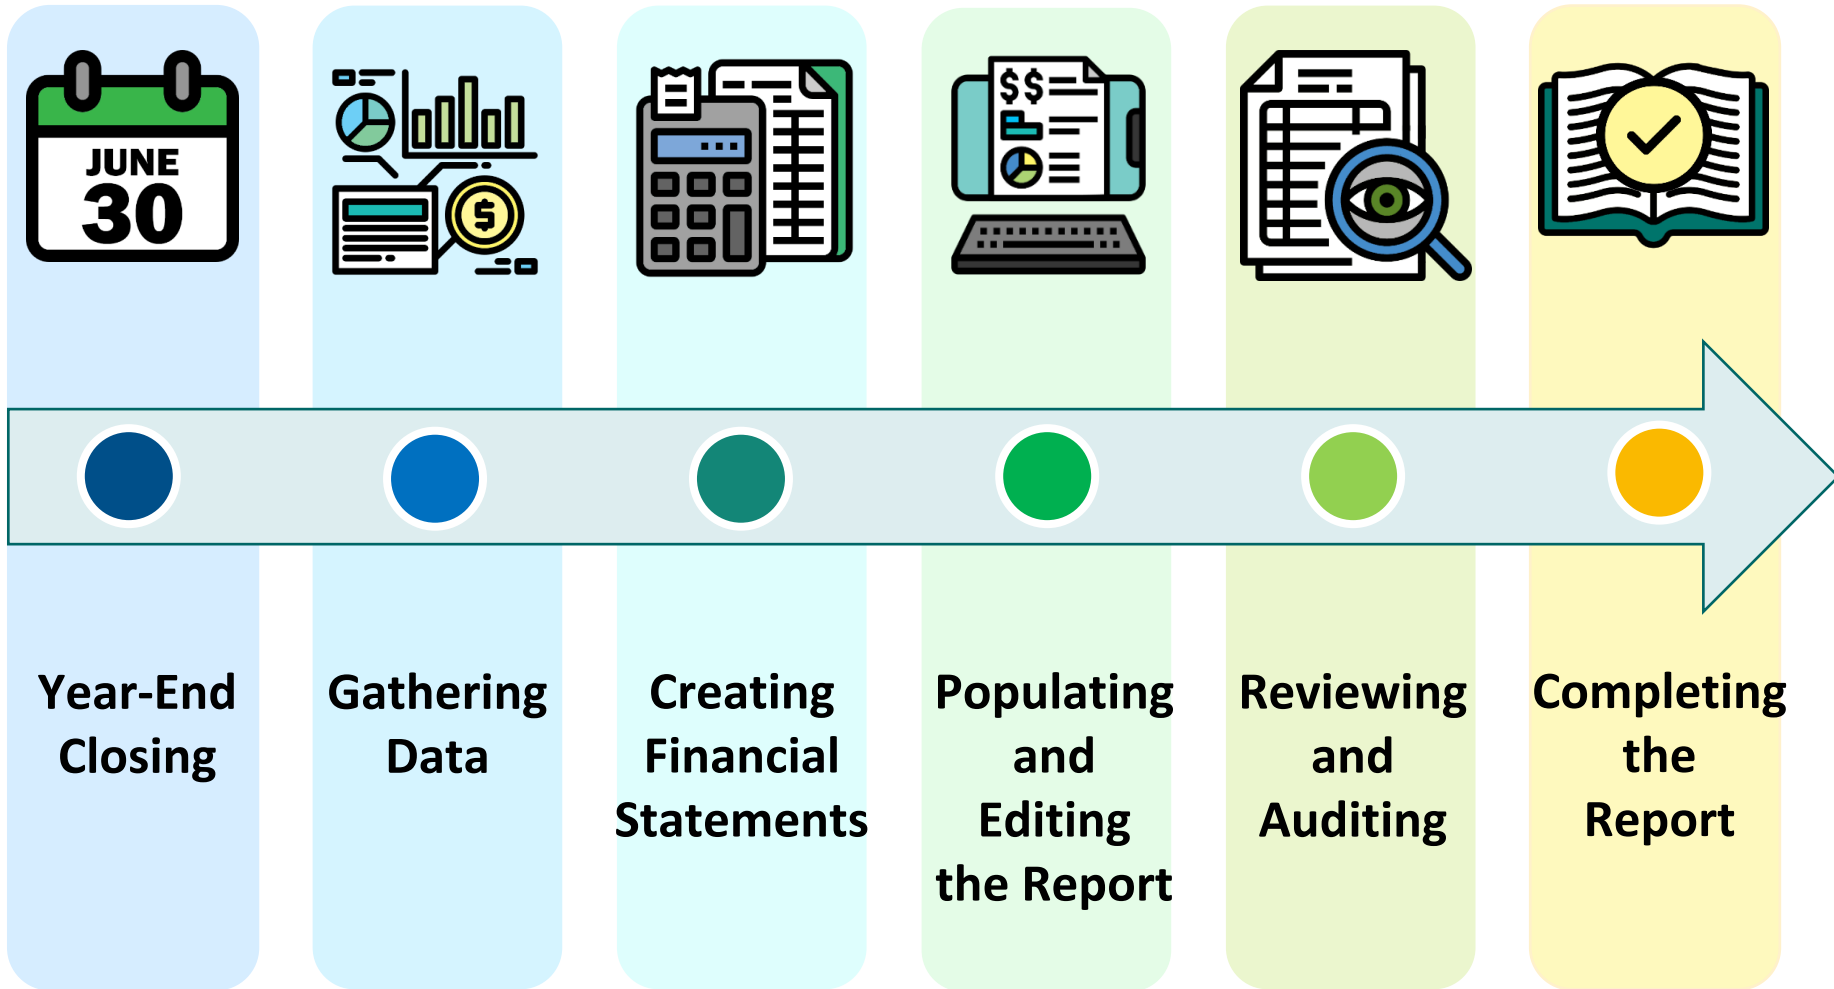 JUNE
30
$$
$
Year-End
Closing
Gathering
Data
Creating
Financial
Statements
Populating
and
Editing
the Report
Reviewing
and
Auditing
Completing
the
Report